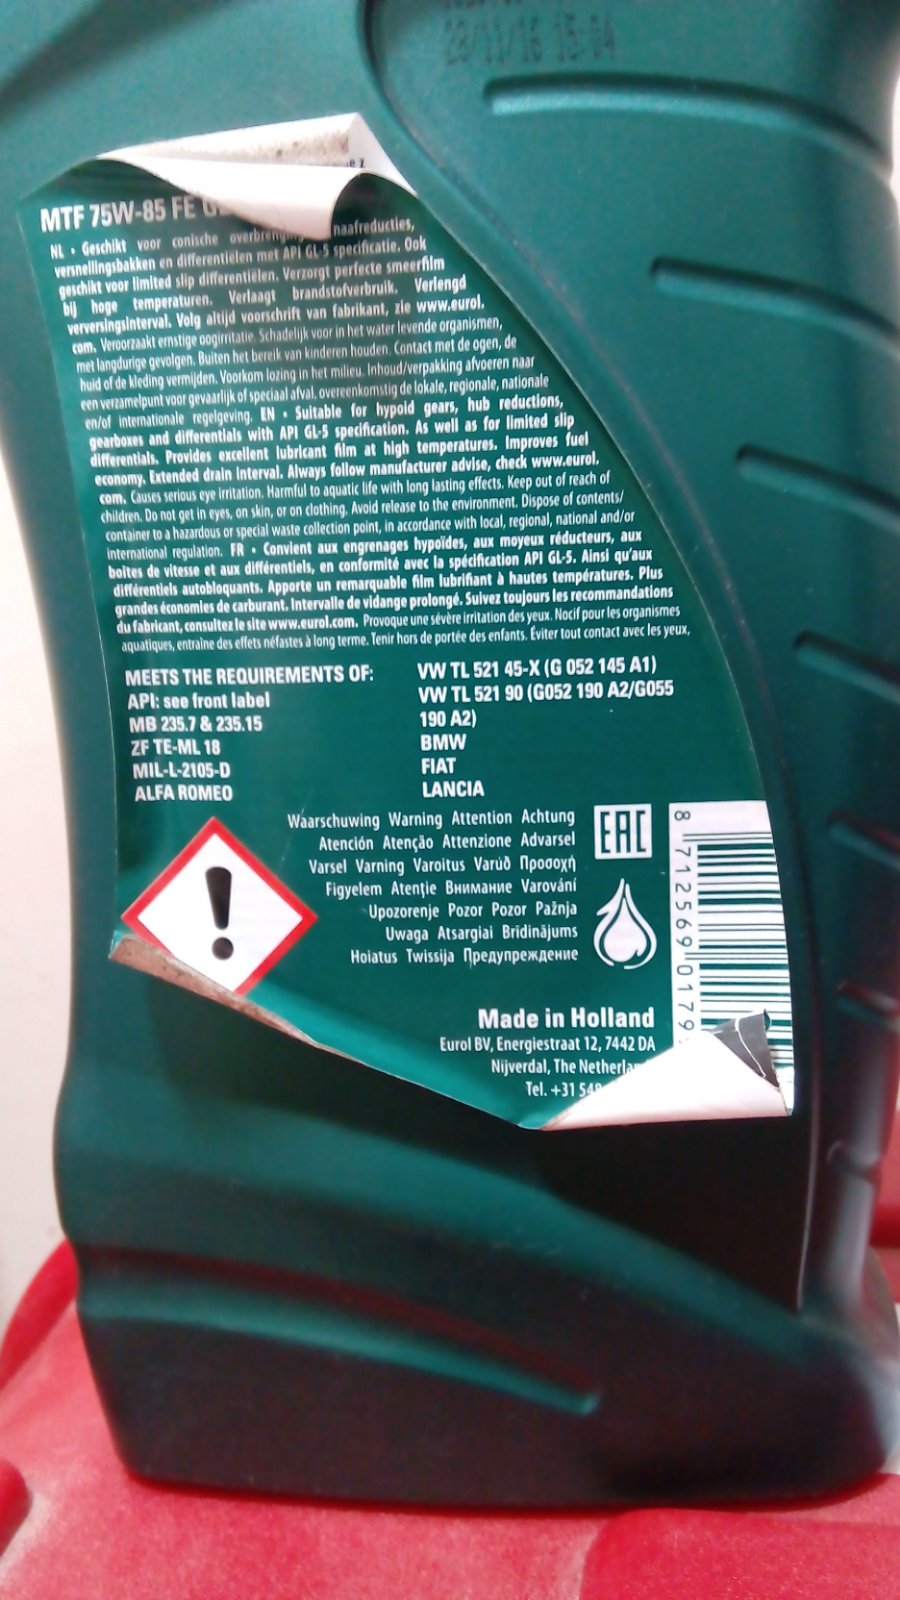 28/11/16 15:04
MTF 75W-85 FE
NL • Geschikt voor conische naafreducties,
versnellingsbakken en differentiëlen met API GL-5 specificatie. Ook
geschikt voor limited slip differentiëlen. Verzorgt perfecte smeerfilm
bij hoge temperaturen. Verlaagt brandstofverbruik. Verlengd
verversingsinterval. Volg altijd voorschrift van fabrikant, zie www.eurol.
com. Veroorzaakt ernstige oogirritatie. Schadelijk voor in het water levende organismen,
met langdurige gevolgen. Buiten het bereik van kinderen houden. Contact met de ogen, de
huid of de kleding vermijden. Voorkom lozing in het milieu. Inhoud/verpakking afvoeren naar
een verzamelpunt voor gevaarlijk of speciaal afval, overeenkomstig de lokale, regionale, nationale
en/of internationale regelgeving. EN • Suitable for hypoid gears, hub reductions,
gearboxes and differentials with API GL-5 specification. As well as for limited slip
differentials. Provides excellent lubricant film at high temperatures. Improves fuel
economy. Extended drain interval. Always follow manufacturer advise, check www.eurol.
com. Causes serious eye irritation. Harmful to aquatic life with long lasting effects. Keep out of reach of
children. Do not get in eyes, on skin, or on clothing. Avoid release to the environment. Dispose of contents/
container to a hazardous or special waste collection point, in accordance with local, regional, national and/or
international regulation. FR • Convient aux engrenages hypoïdes, aux moyeux réducteurs, aux
boîtes de vitesse et aux différentiels, en conformité avec la spécification API GL-5. Ainsi qu'aux
différentiels autobloquants. Apporte un remarquable film lubrifiant à hautes températures. Plus
grandes économies de carburant. Intervalle de vidange prolongé. Suivez toujours les recommandations
du fabricant, consultez le site www.eurol.com. Provoque une sévère irritation des yeux. Nocif pour les organismes
aquatiques, entraîne des effets néfastes à long terme. Tenir hors de portée des enfants. Éviter tout contact avec les yeux,
MEETS THE REQUIREMENTS OF:
API: see front label
MB 235.7 & 235.15
ZF TE-ML 18
MIL-L-2105-D
ALFA ROMEO
VW TL 521 45-X (G 052 145 A1)
VW TL 521 90 (G052 190 A2/G055
190 A2)
BMW
FIAT
LANCIA
Waarschuwing Warning Attention Achtung
Atención Atenção Attenzione Advarsel
Varsel Varning Varoitus Varúð Προσοχή
Figyelem Atenţie Внимание Varování
Upozorenje Pozor Pozor Pažnja
Uwaga Atsargiai Brīdinājums
Hoiatus Twissija Предупреждение
EAC
8 712569 0179
Made in Holland
Eurol BV, Energiestraat 12, 7442 DA
Nijverdal, The
Tel. +31 548